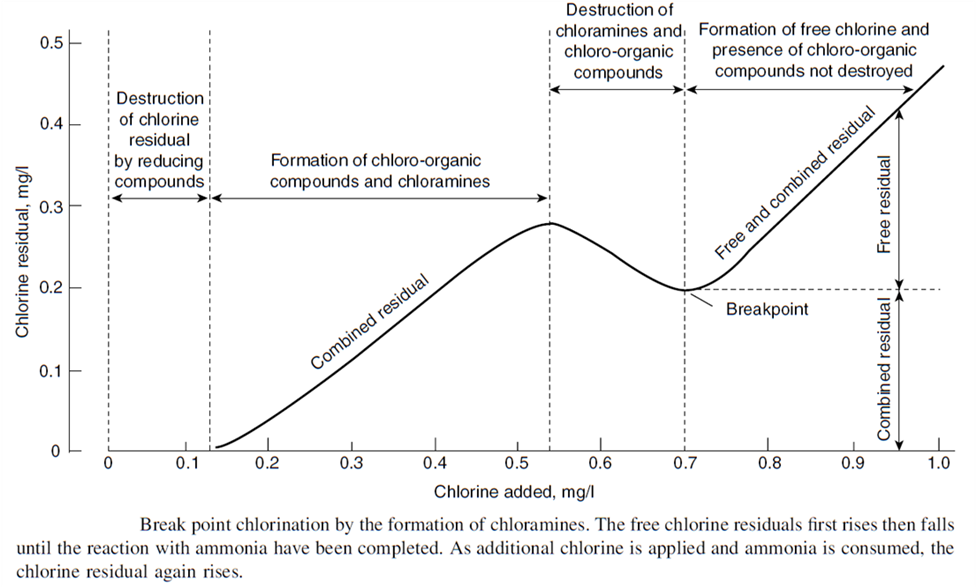 Destruction of
chloramines and
chloro-organic
compounds
Formation of free chlorine and
presence of chloro-organic
compounds not destroyed
Destruction
of chlorine
residual
by reducing
compounds
Formation of chloro-organic
compounds and chloramines
Chlorine residual, mg/l
0.5
0.4
0.3
0.2
0.1
0
Combined residual
Free and combined residual
Free residual
Combined residual
Breakpoint
0
0.1
0.2
0.3
0.4
0.5
0.6
0.7
0.8
0.9
1.0
Chlorine added, mg/l
Break point chlorination by the formation of chloramines. The free chlorine residuals first rises then falls
until the reaction with ammonia have been completed. As additional chlorine is applied and ammonia is consumed, the
chlorine residual again rises.